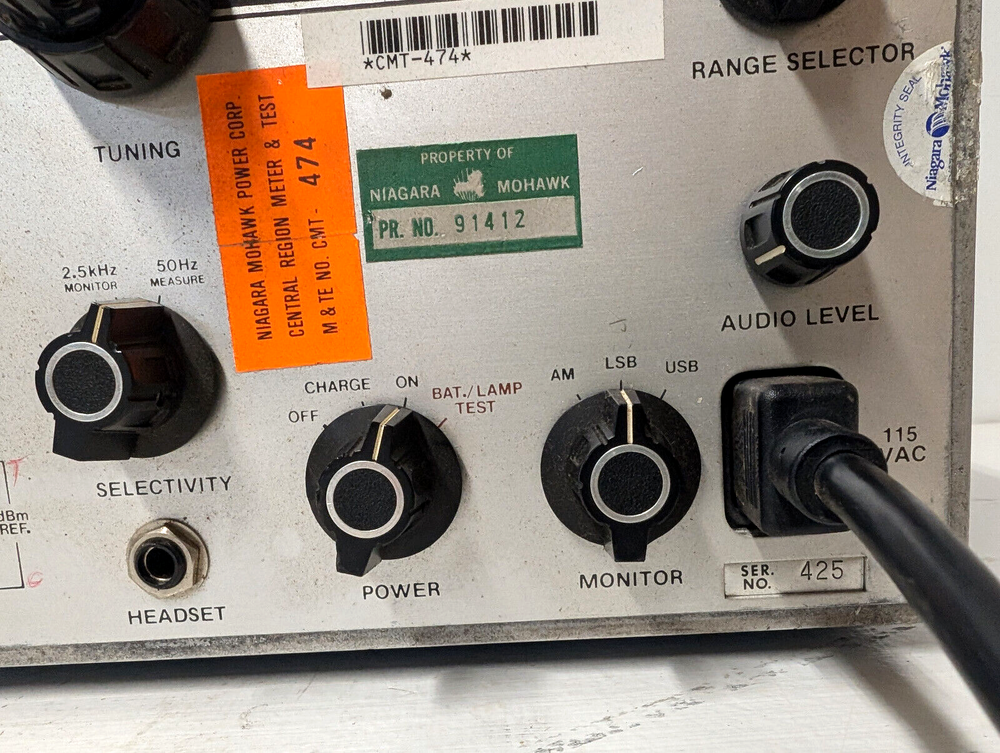 *CMT-474*
RANGE SELECTOR
TUNING
NIAGARA MOHAWK POWER CORP.
CENTRAL REGION METER & TEST
M & TE NO. CMT- 474
PROPERTY OF
NIAGARA MOHAWK
PR. NO. 91412
INTEGRITY SEAL
Niagara Mohawk
2.5kHz
MONITOR
50Hz
MEASURE
AUDIO LEVEL
SELECTIVITY
OFF
CHARGE
ON
BAT./LAMP
TEST
POWER
AM
LSB
USB
MONITOR
115
VAC
dBm
REF.
HEADSET
SER.
NO. 425